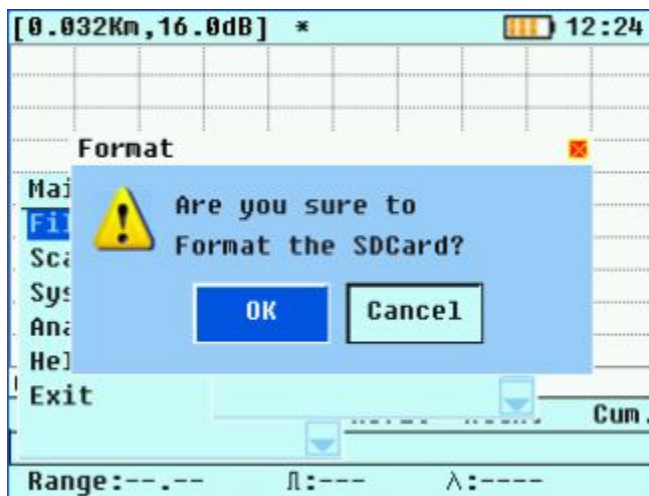 [0.032Km,16.0dB] * 12:24
Format
Are you sure to
Format the SDCard?
OK Cancel
Exit
Cum.
Range:--.-- ⎍:--- λ:----